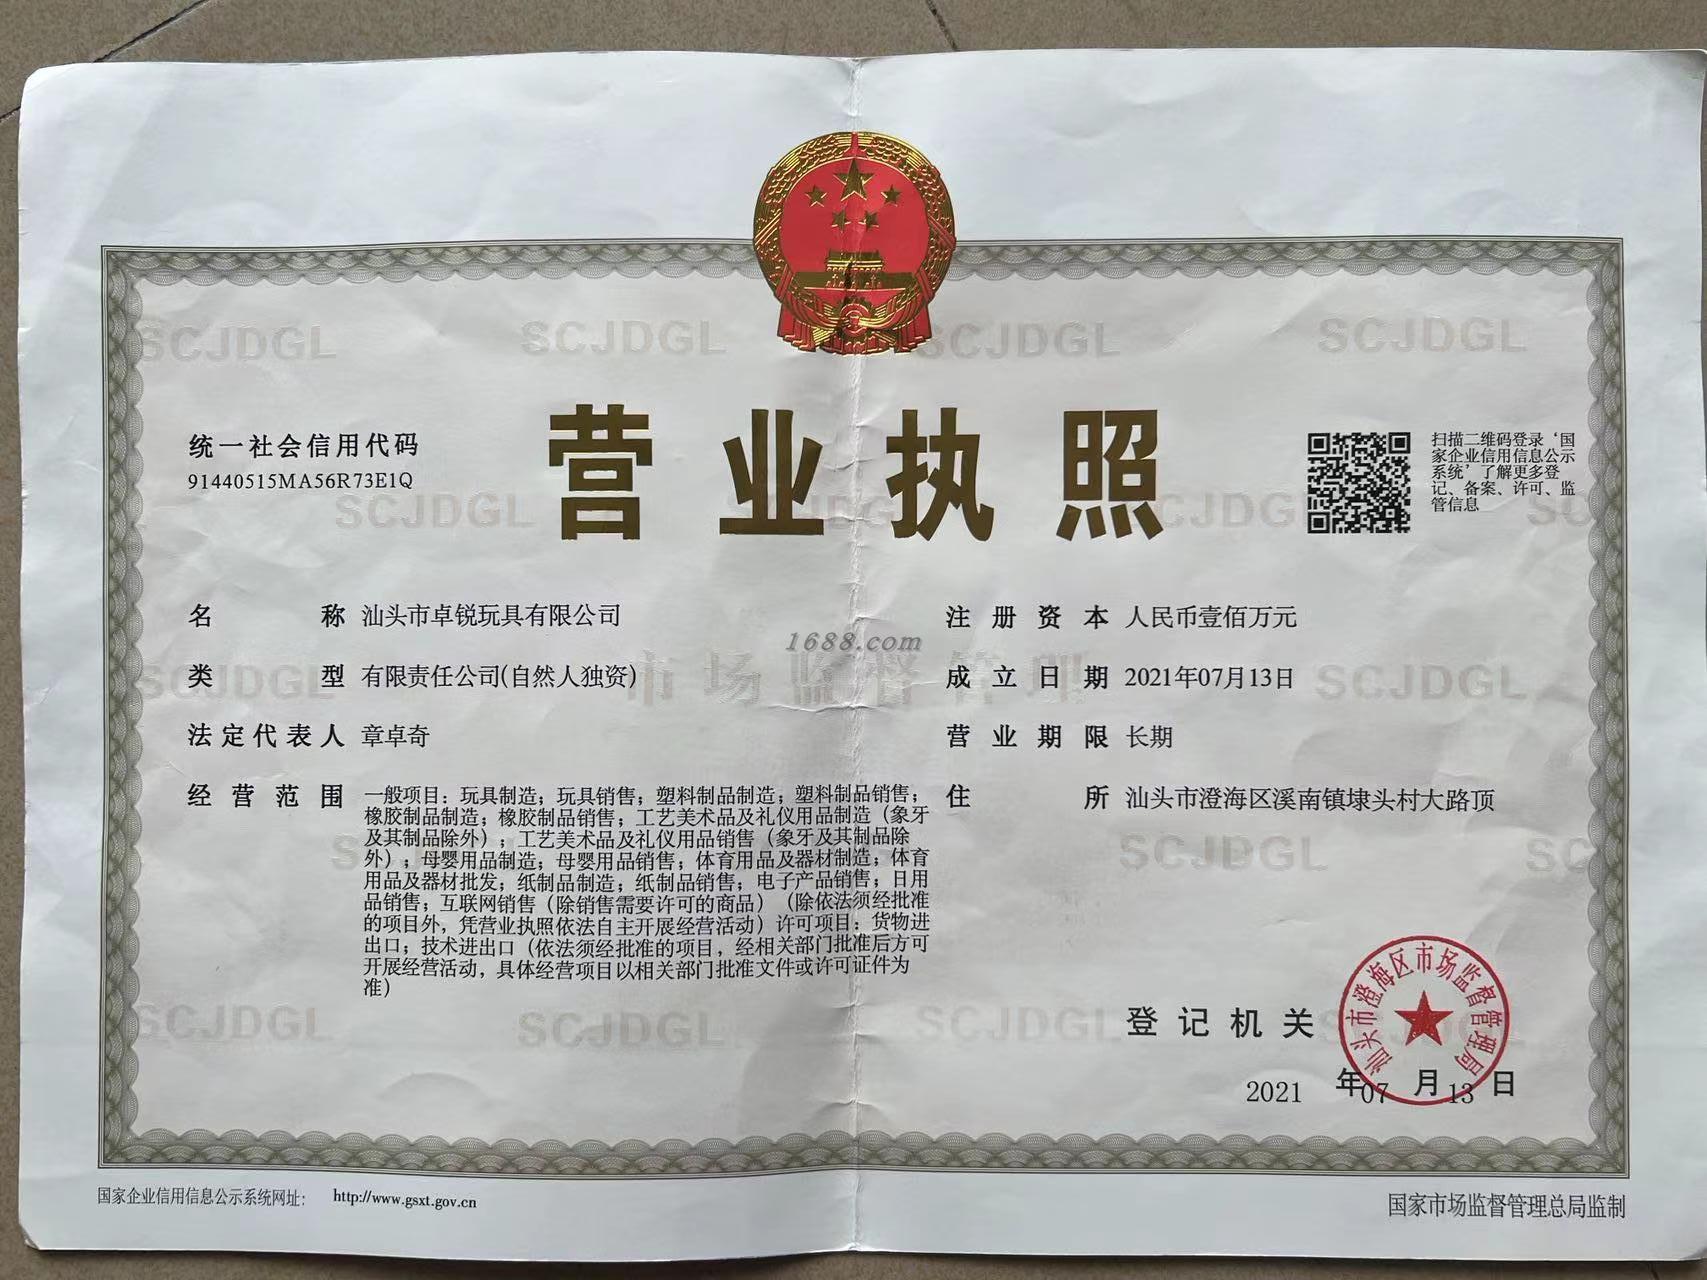 营业执照
统一社会信用代码
91440515MA56R73E1Q
扫描二维码登录‘国
家企业信用信息公示
系统’了解更多登
记、备案、许可、监
管信息
名称 汕头市卓锐玩具有限公司
类型 有限责任公司(自然人独资)
法定代表人 章卓奇
经营范围 一般项目：玩具制造；玩具销售；塑料制品制造；塑料制品销售；
橡胶制品制造；橡胶制品销售；工艺美术品及礼仪用品制造（象牙
及其制品除外）；工艺美术品及礼仪用品销售（象牙及其制品除
外）；母婴用品制造；母婴用品销售；体育用品及器材制造；体育
用品及器材批发；纸制品制造；纸制品销售；电子产品销售；日用
品销售；互联网销售（除销售需要许可的商品）（除依法须经批准
的项目外，凭营业执照依法自主开展经营活动）许可项目：货物进
出口；技术进出口（依法须经批准的项目，经相关部门批准后方可
开展经营活动，具体经营项目以相关部门批准文件或许可证件为
准）
注册资本 人民币壹佰万元
成立日期 2021年07月13日
营业期限 长期
住所 汕头市澄海区溪南镇埭头村大路顶
1688.com
市场监督管理
SCJDGL
登记机关
汕头市澄海区市场监督管理局
2021 年 07 月 13 日
国家企业信用信息公示系统网址： http://www.gsxt.gov.cn
国家市场监督管理总局监制